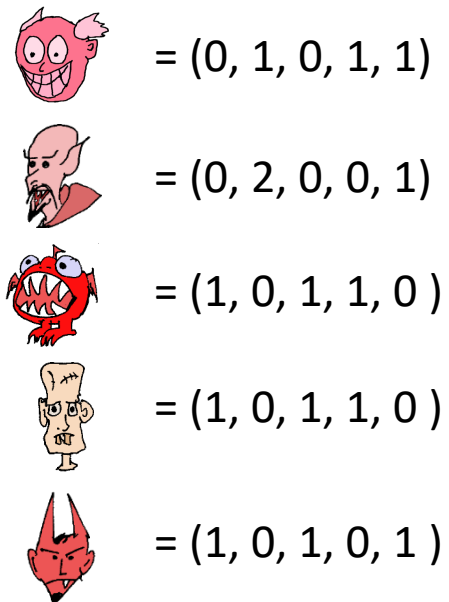 = (0, 1, 0, 1, 1)
= (0, 2, 0, 0, 1)
= (1, 0, 1, 1, 0 )
= (1, 0, 1, 1, 0 )
= (1, 0, 1, 0, 1 )